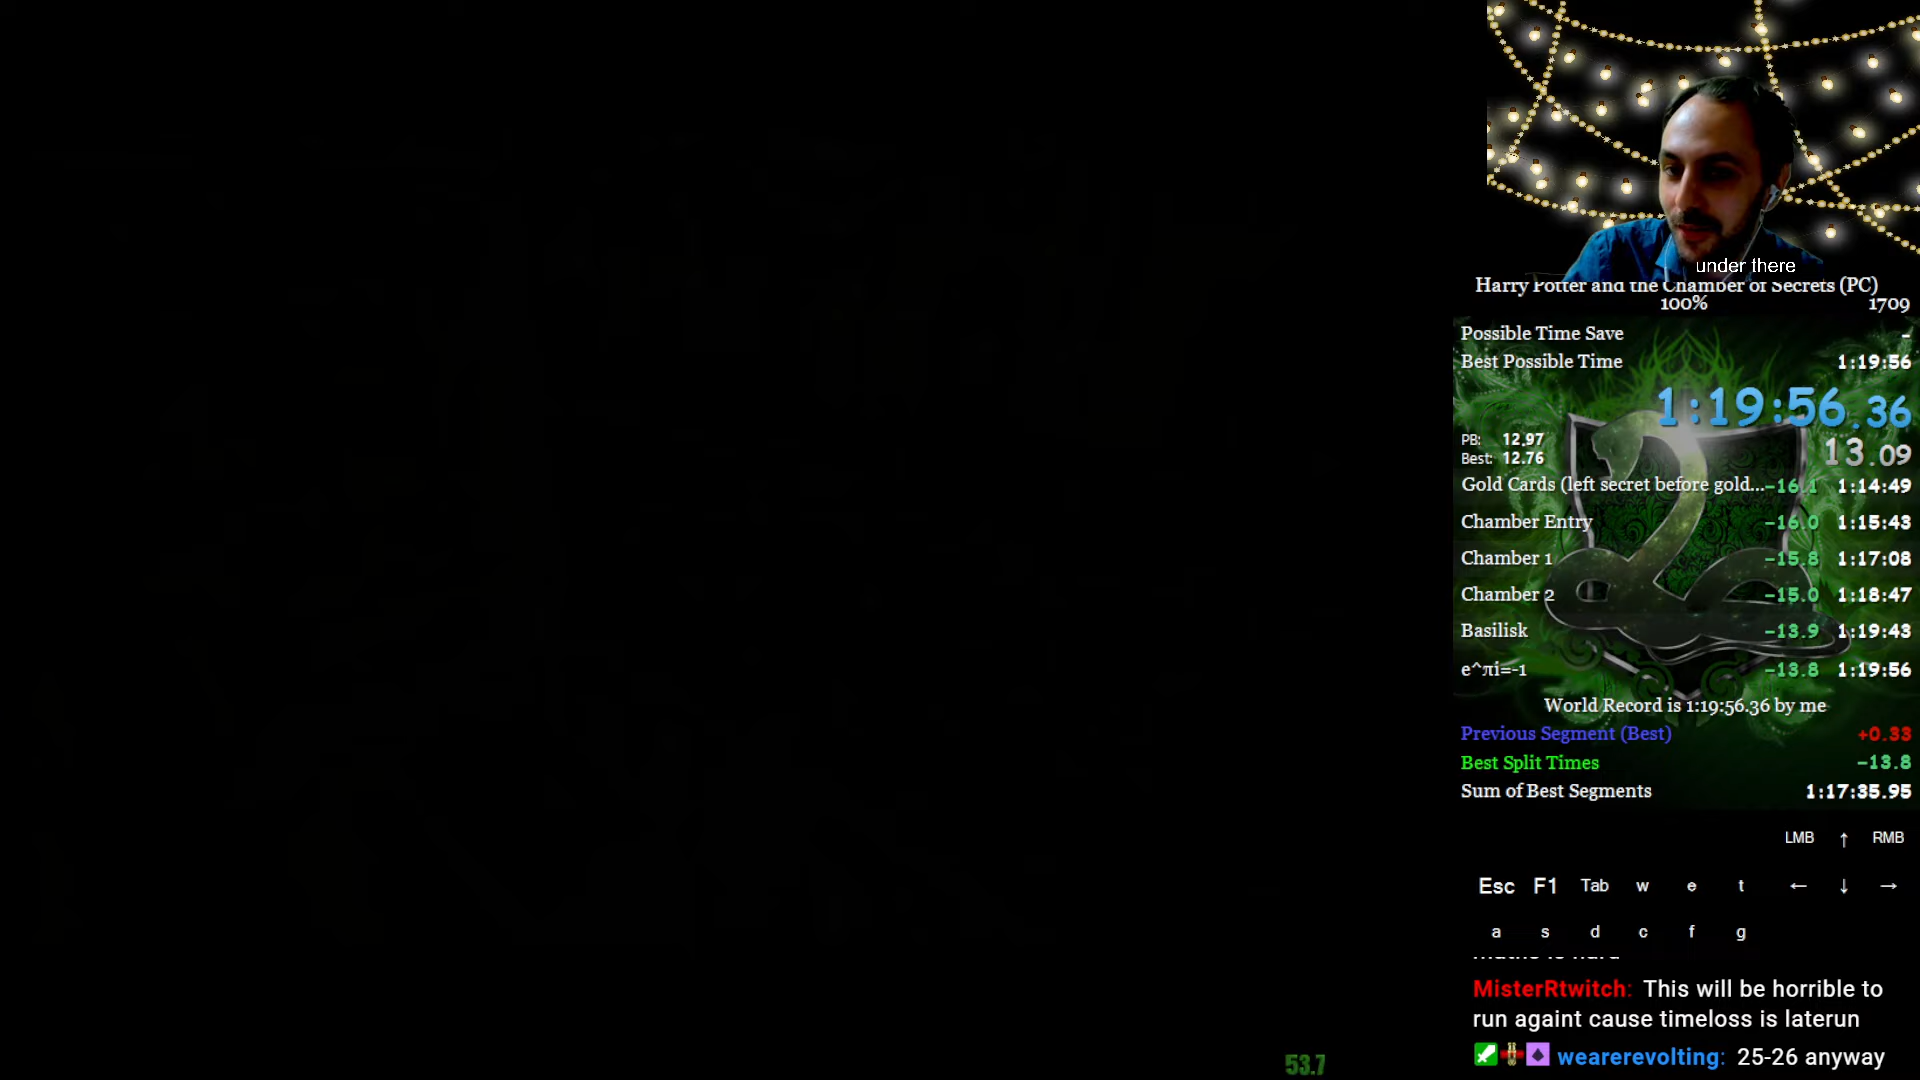 under there
Harry Potter and the Chamber of Secrets (PC)
100% 1709
Possible Time Save -
Best Possible Time 1:19:56
1:19:56.36
PB: 12.97
Best: 12.76
13.09
Gold Cards (left secret before gold... -16.1 1:14:49
Chamber Entry -16.0 1:15:43
Chamber 1 -15.8 1:17:08
Chamber 2 -15.0 1:18:47
Basilisk -13.9 1:19:43
e^πi=-1 -13.8 1:19:56
World Record is 1:19:56.36 by me
Previous Segment (Best) +0.33
Best Split Times -13.8
Sum of Best Segments 1:17:35.95
LMB ↑ RMB
Esc F1 Tab w e t ← ↓ →
a s d c f g
maths is hard
MisterRtwitch: This will be horrible to
run againt cause timeloss is laterun
wearerevolting: 25-26 anyway
53.7